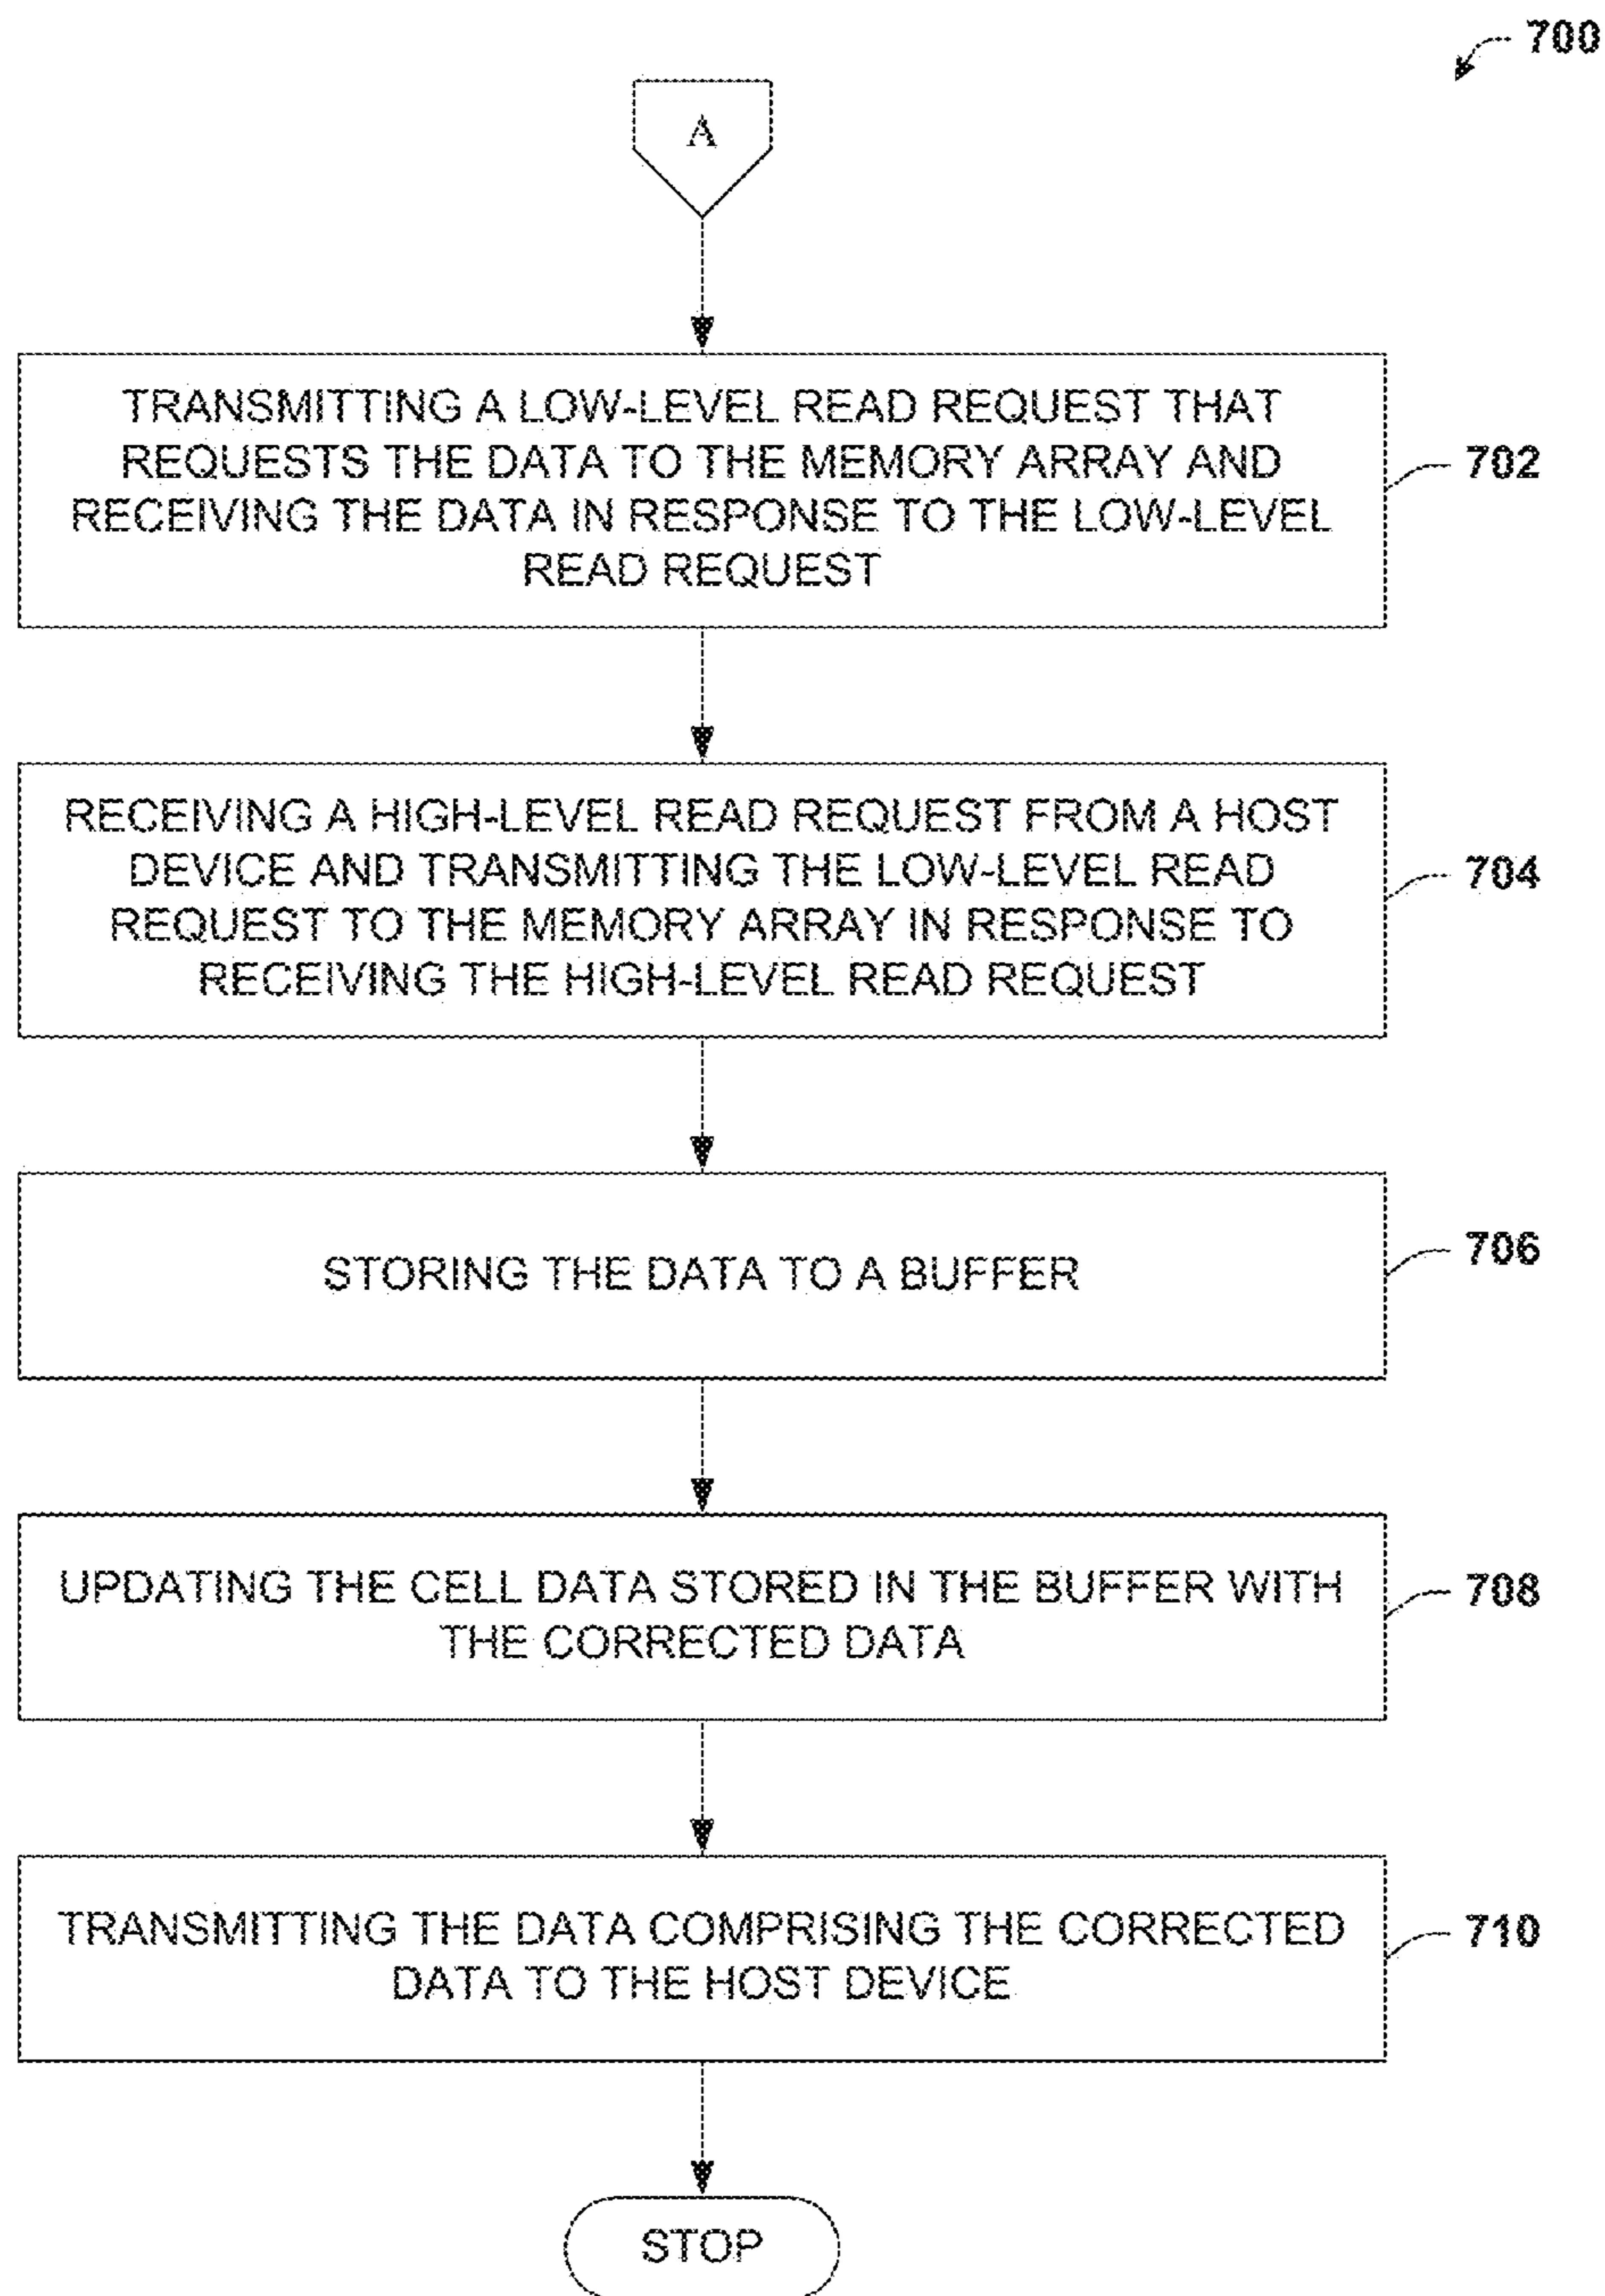 700
A
TRANSMITTING A LOW-LEVEL READ REQUEST THAT
REQUESTS THE DATA TO THE MEMORY ARRAY AND
RECEIVING THE DATA IN RESPONSE TO THE LOW-LEVEL
READ REQUEST
702
RECEIVING A HIGH-LEVEL READ REQUEST FROM A HOST
DEVICE AND TRANSMITTING THE LOW-LEVEL READ
REQUEST TO THE MEMORY ARRAY IN RESPONSE TO
RECEIVING THE HIGH-LEVEL READ REQUEST
704
STORING THE DATA TO A BUFFER
706
UPDATING THE CELL DATA STORED IN THE BUFFER WITH
THE CORRECTED DATA
708
TRANSMITTING THE DATA COMPRISING THE CORRECTED
DATA TO THE HOST DEVICE
710
STOP